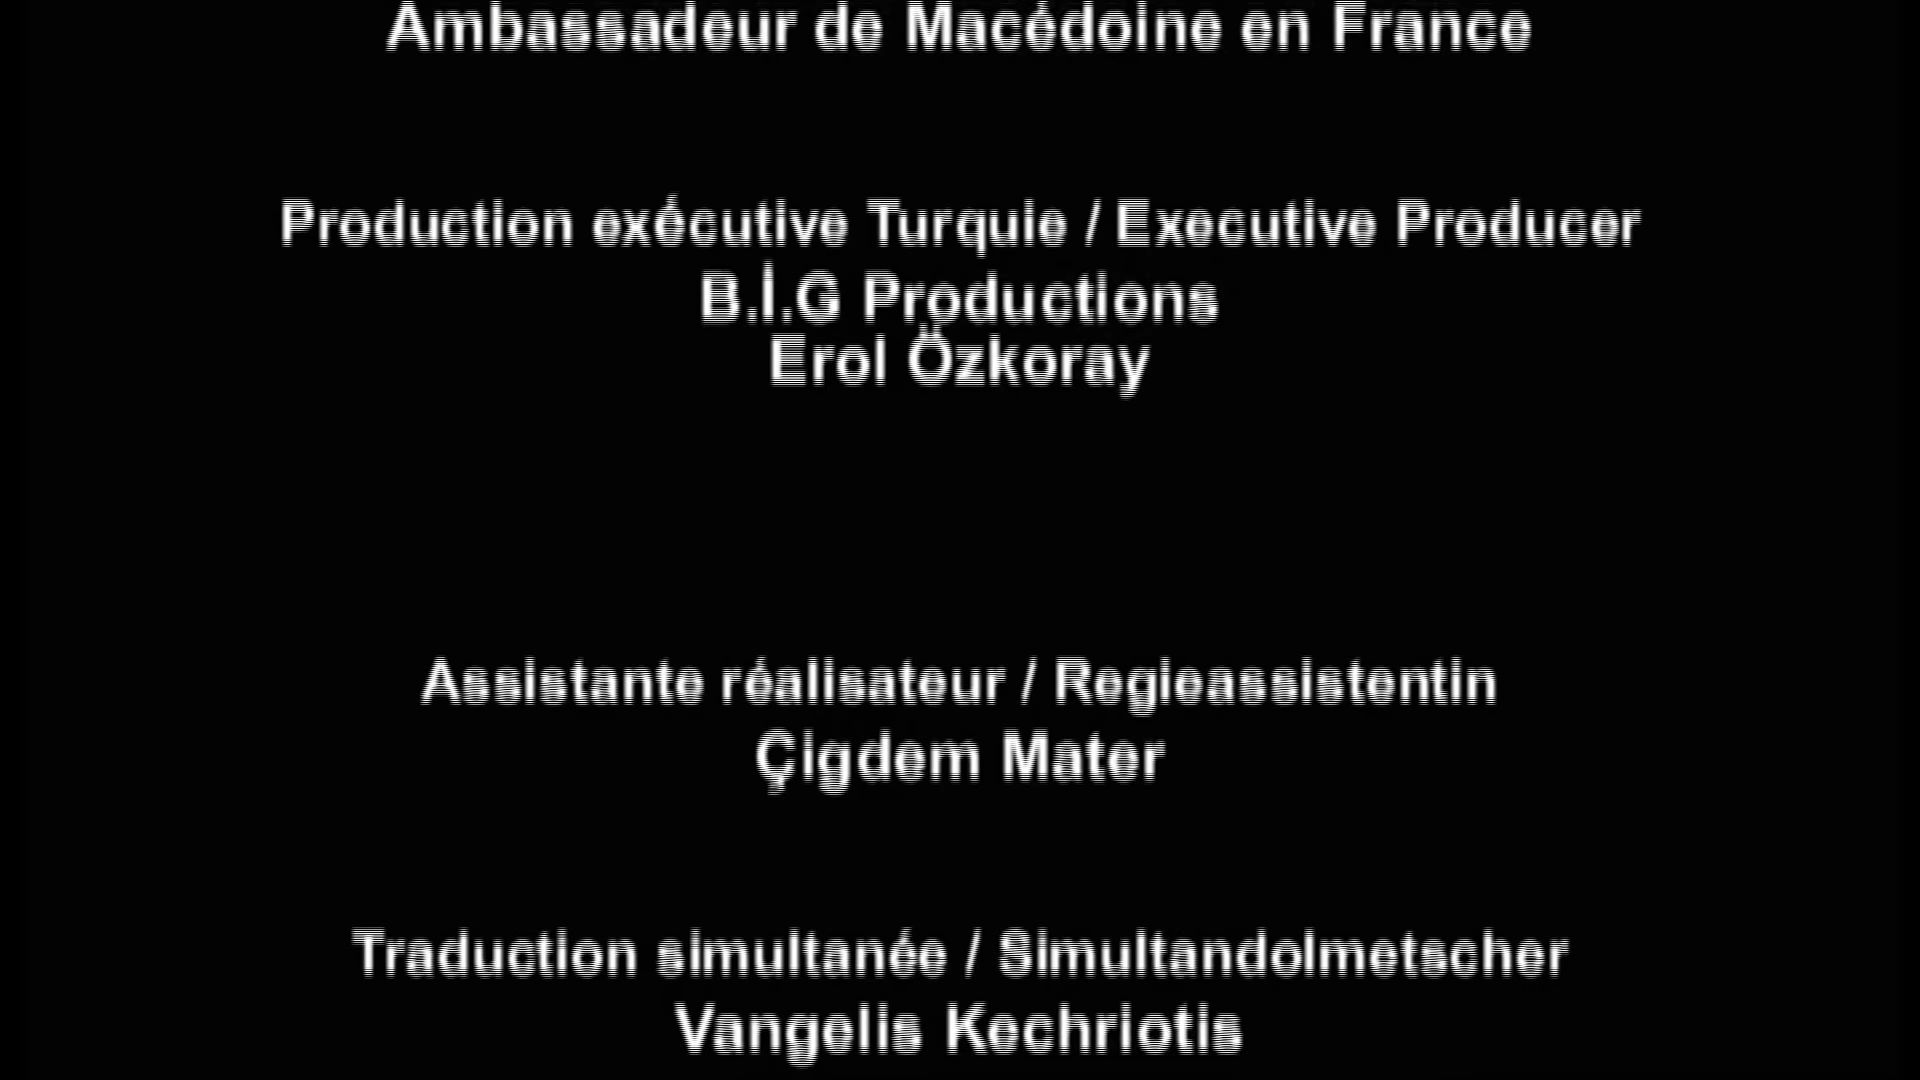 Ambassadeur de Macédoine en France
Production exécutive Turquie / Executive Producer
B.İ.G Productions
Erol Özkoray
Assistante réalisateur / Regieassistentin
Çigdem Mater
Traduction simultanée / Simultandolmetscher
Vangelis Kechriotis